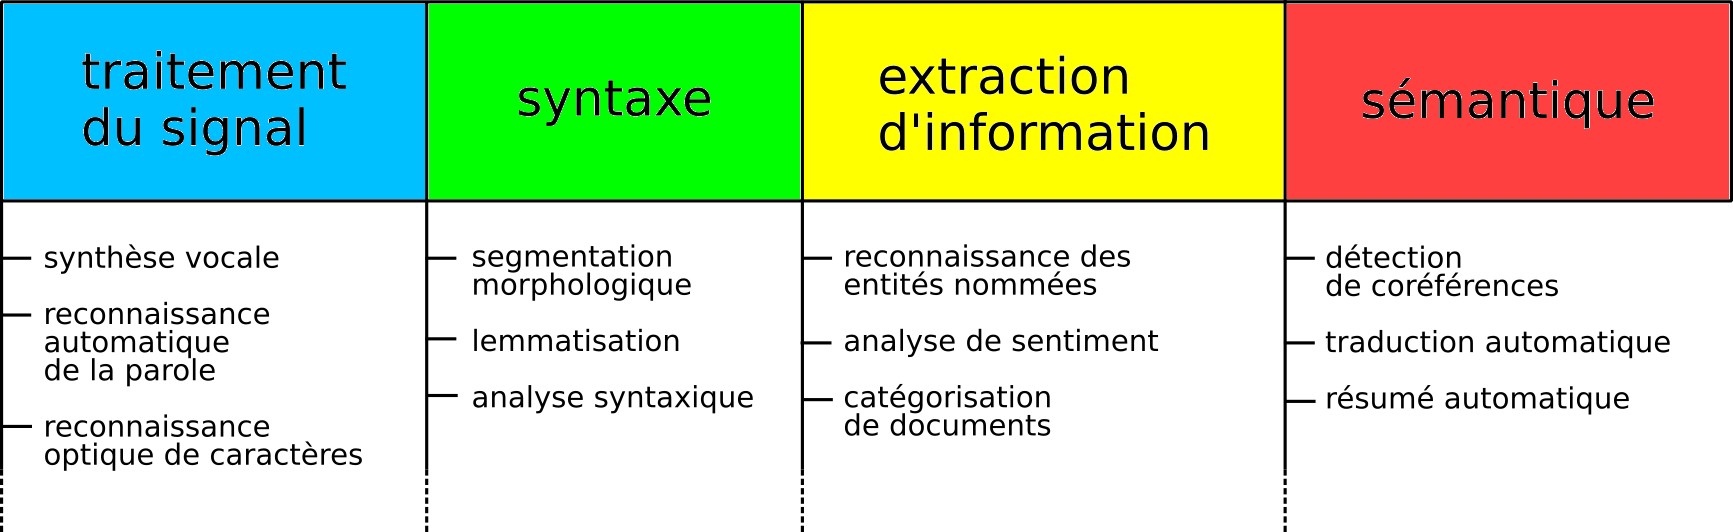 traitement
du signal
syntaxe
extraction
d'information
sémantique
synthèse vocale
reconnaissance
automatique
de la parole
reconnaissance
optique de caractères
segmentation
morphologique
lemmatisation
analyse syntaxique
reconnaissance des
entités nommées
analyse de sentiment
catégorisation
de documents
détection
de coréférences
traduction automatique
résumé automatique